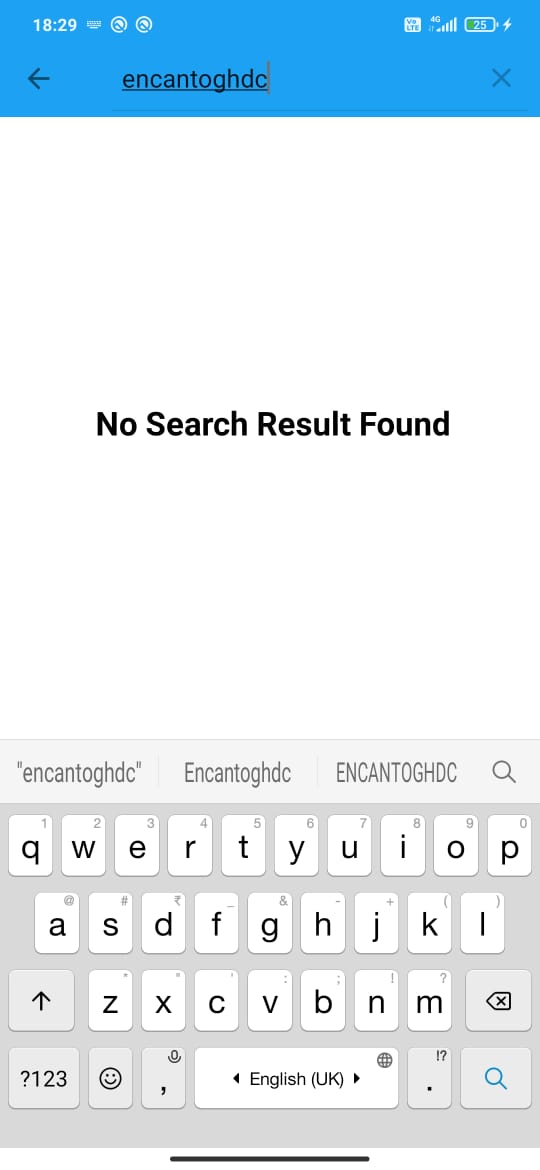 18:29 Vo LTE 4G 25
encantoghdc
No Search Result Found
"encantoghdc" Encantoghdc ENCANTOGHDC
1 2 3 4 5 6 7 8 9 0
q w e r t y u i o p
@ # ₹ _ & - + ( )
a s d f g h j k l
* " ' : ; ! ?
z x c v b n m
!?
?123 , English (UK) .